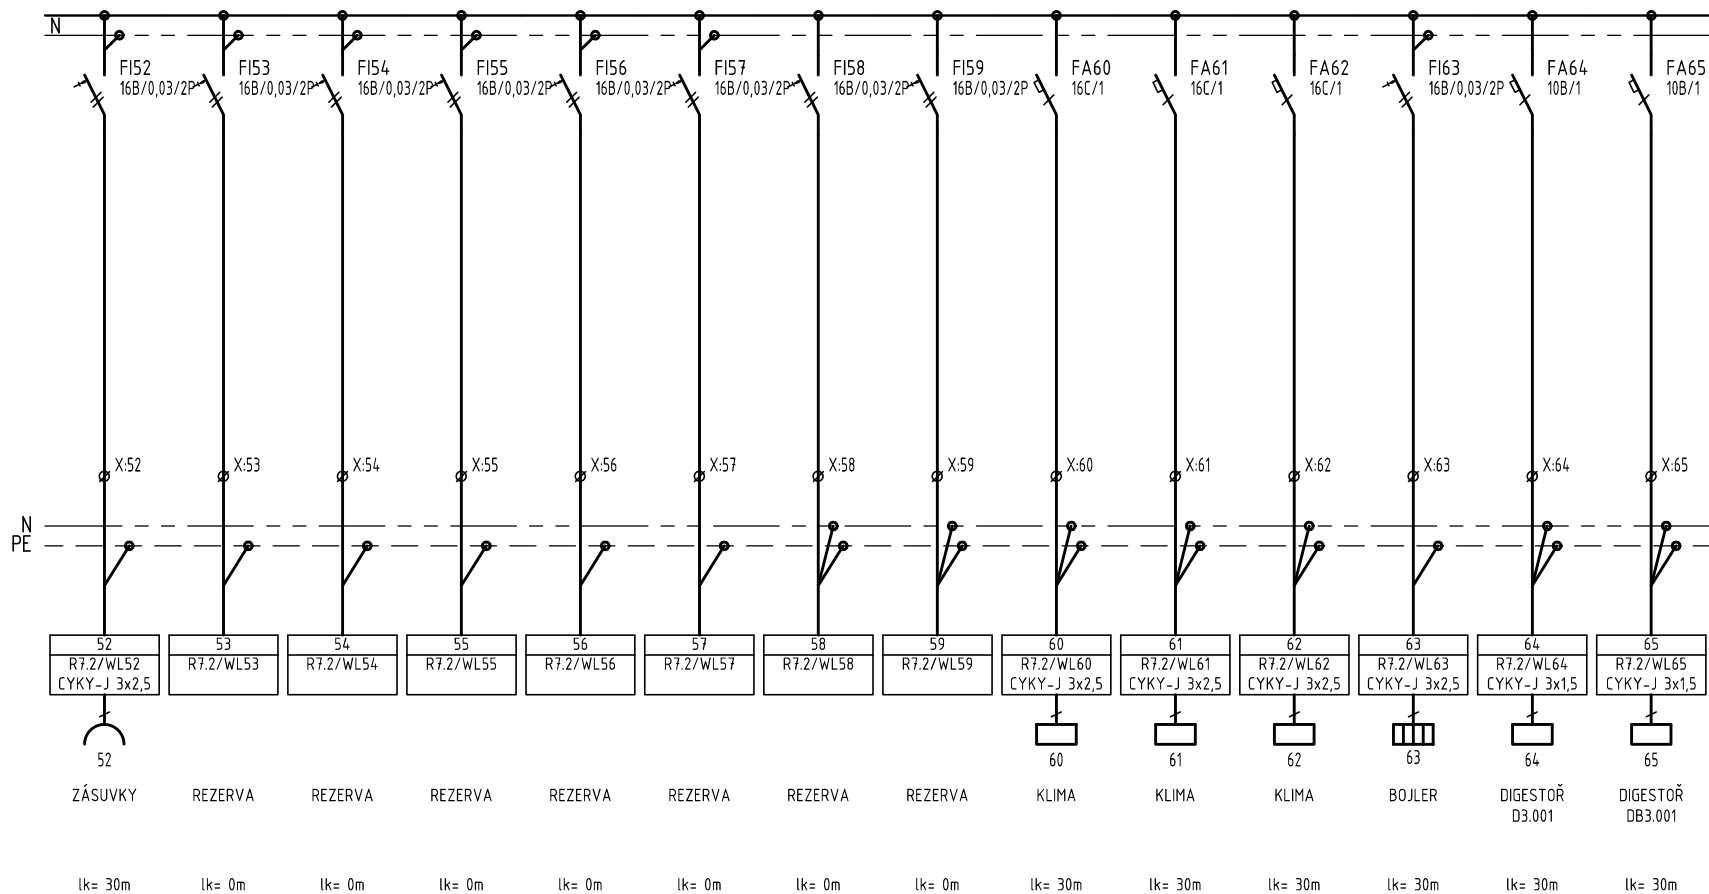 N
FI52 FI53 FI54 FI55 FI56 FI57 FI58 FI59 FA60 FA61 FA62 FI63 FA64 FA65
16B/0,03/2P 16B/0,03/2P 16B/0,03/2P 16B/0,03/2P 16B/0,03/2P 16B/0,03/2P 16B/0,03/2P 16B/0,03/2P 16C/1 16C/1 16C/1 16B/0,03/2P 10B/1 10B/1
X:52 X:53 X:54 X:55 X:56 X:57 X:58 X:59 X:60 X:61 X:62 X:63 X:64 X:65
N
PE
52 53 54 55 56 57 58 59 60 61 62 63 64 65
R7.2/WL52 R7.2/WL53 R7.2/WL54 R7.2/WL55 R7.2/WL56 R7.2/WL57 R7.2/WL58 R7.2/WL59 R7.2/WL60 R7.2/WL61 R7.2/WL62 R7.2/WL63 R7.2/WL64 R7.2/WL65
CYKY-J 3x2,5 CYKY-J 3x2,5 CYKY-J 3x2,5 CYKY-J 3x2,5 CYKY-J 3x2,5 CYKY-J 3x1,5 CYKY-J 3x1,5
52 60 61 62 63 64 65
ZÁSUVKY REZERVA REZERVA REZERVA REZERVA REZERVA REZERVA REZERVA KLIMA KLIMA KLIMA BOJLER DIGESTOŘ DIGESTOŘ
D3.001 DB3.001
lk= 30m lk= 0m lk= 0m lk= 0m lk= 0m lk= 0m lk= 0m lk= 0m lk= 30m lk= 30m lk= 30m lk= 30m lk= 30m lk= 30m